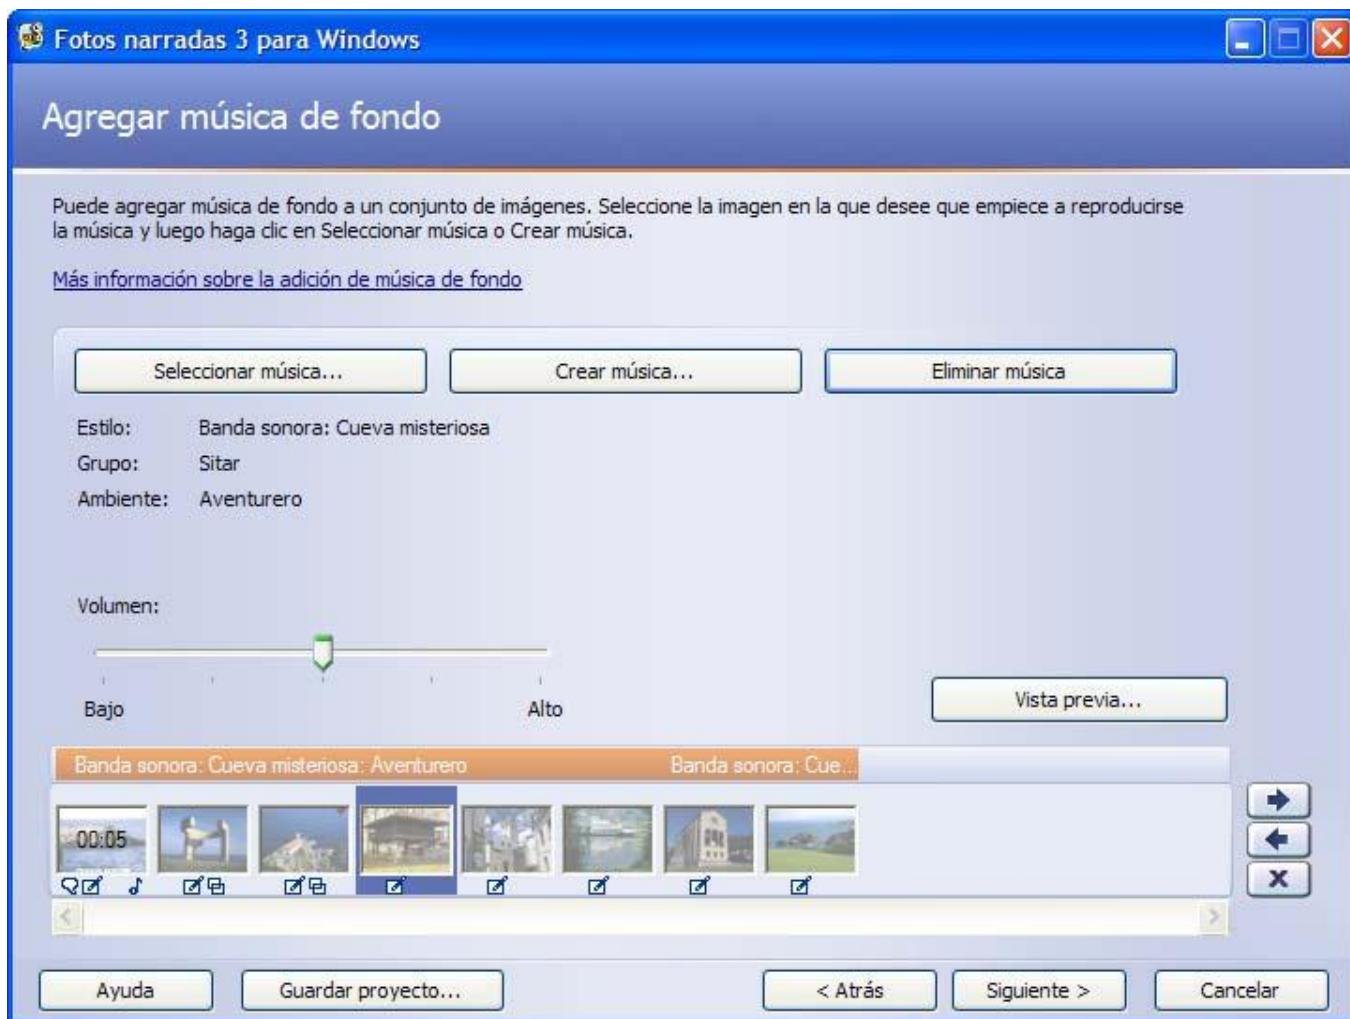 Fotos narradas 3 para Windows
Agregar música de fondo
Puede agregar música de fondo a un conjunto de imágenes. Seleccione la imagen en la que desee que empiece a reproducirse
la música y luego haga clic en Seleccionar música o Crear música.
Más información sobre la adición de música de fondo
Seleccionar música... Crear música... Eliminar música
Estilo: Banda sonora: Cueva misteriosa
Grupo: Sitar
Ambiente: Aventurero
Volumen:
Bajo Alto
Vista previa...
Banda sonora: Cueva misteriosa: Aventurero Banda sonora: Cue...
00:05
Ayuda Guardar proyecto... < Atrás Siguiente > Cancelar